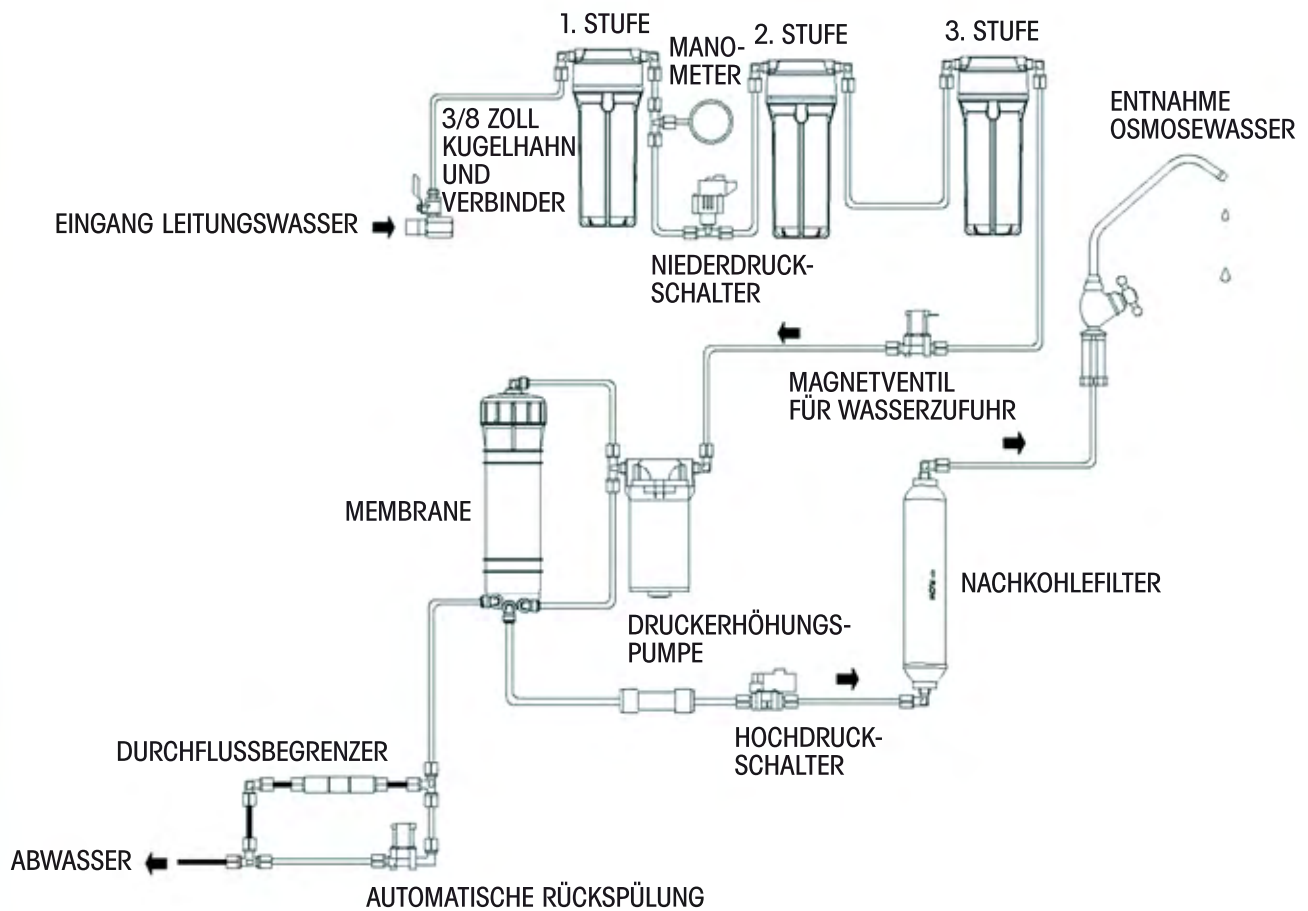 1. STUFE
MANO-
METER
2. STUFE
3. STUFE
ENTNAHME
OSMOSEWASSER
3/8 ZOLL
KUGELHAHN
UND
VERBINDER
EINGANG LEITUNGSWASSER
NIEDERDRUCK-
SCHALTER
MAGNETVENTIL
FÜR WASSERZUFUHR
MEMBRANE
NACHKOHLEFILTER
DRUCKERHÖHUNGS-
PUMPE
HOCHDRUCK-
SCHALTER
DURCHFLUSSBEGRENZER
ABWASSER
AUTOMATISCHE RÜCKSPÜLUNG